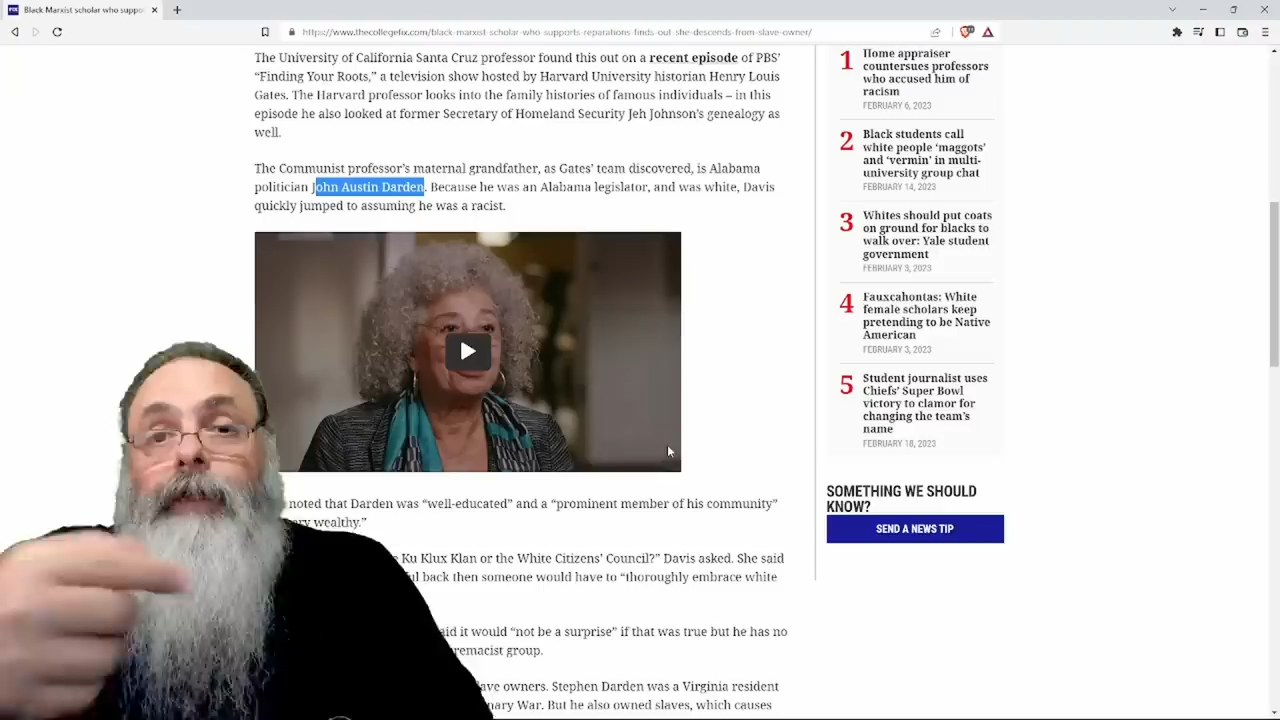 Black Marxist scholar who suppo
https://www.thecollegefix.com/black-marxist-scholar-who-supports-reparations-finds-out-she-descends-from-slave-owner/
The University of California Santa Cruz professor found this out on a recent episode of PBS'
“Finding Your Roots,” a television show hosted by Harvard University historian Henry Louis
Gates. The Harvard professor looks into the family histories of famous individuals – in this
episode he also looked at former Secretary of Homeland Security Jeh Johnson's genealogy as
well.
The Communist professor's maternal grandfather, as Gates' team discovered, is Alabama
politician John Austin Darden. Because he was an Alabama legislator, and was white, Davis
quickly jumped to assuming he was a racist.
noted that Darden was “well-educated” and a “prominent member of his community”
wealthy.”
Ku Klux Klan or the White Citizens' Council?” Davis asked. She said
back then someone would have to “thoroughly embrace white
it would “not be a surprise” if that was true but he has no
group.
owners. Stephen Darden was a Virginia resident
War. But he also owned slaves, which causes
1
Home appraiser
countersues professors
who accused him of
racism
FEBRUARY 6, 2023
2
Black students call
white people ‘maggots’
and ‘vermin’ in multi-
university group chat
FEBRUARY 14, 2023
3
Whites should put coats
on ground for blacks to
walk over: Yale student
government
FEBRUARY 3, 2023
4
Fauxcahontas: White
female scholars keep
pretending to be Native
American
FEBRUARY 3, 2023
5
Student journalist uses
Chiefs' Super Bowl
victory to clamor for
changing the team's
name
FEBRUARY 18, 2023
SOMETHING WE SHOULD
KNOW?
SEND A NEWS TIP